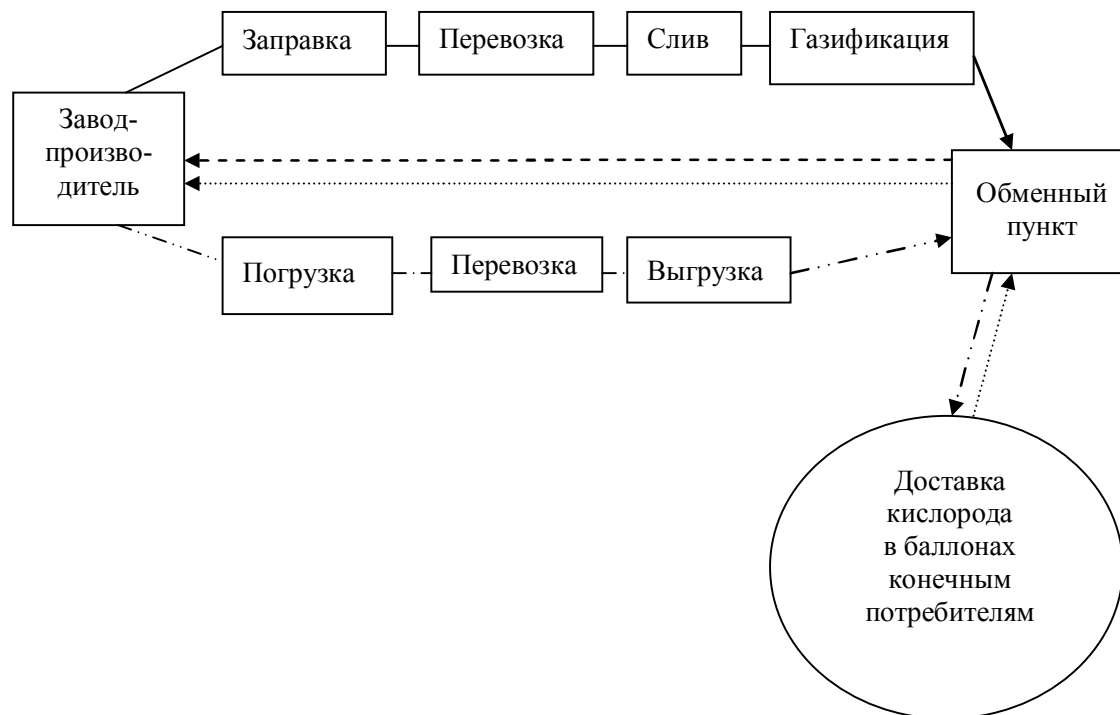 Заправка
Перевозка
Слив
Газификация
Завод-
произво-
дитель
Обменный
пункт
Погрузка
Перевозка
Выгрузка
Доставка
кислорода
в баллонах
конечным
потребителям